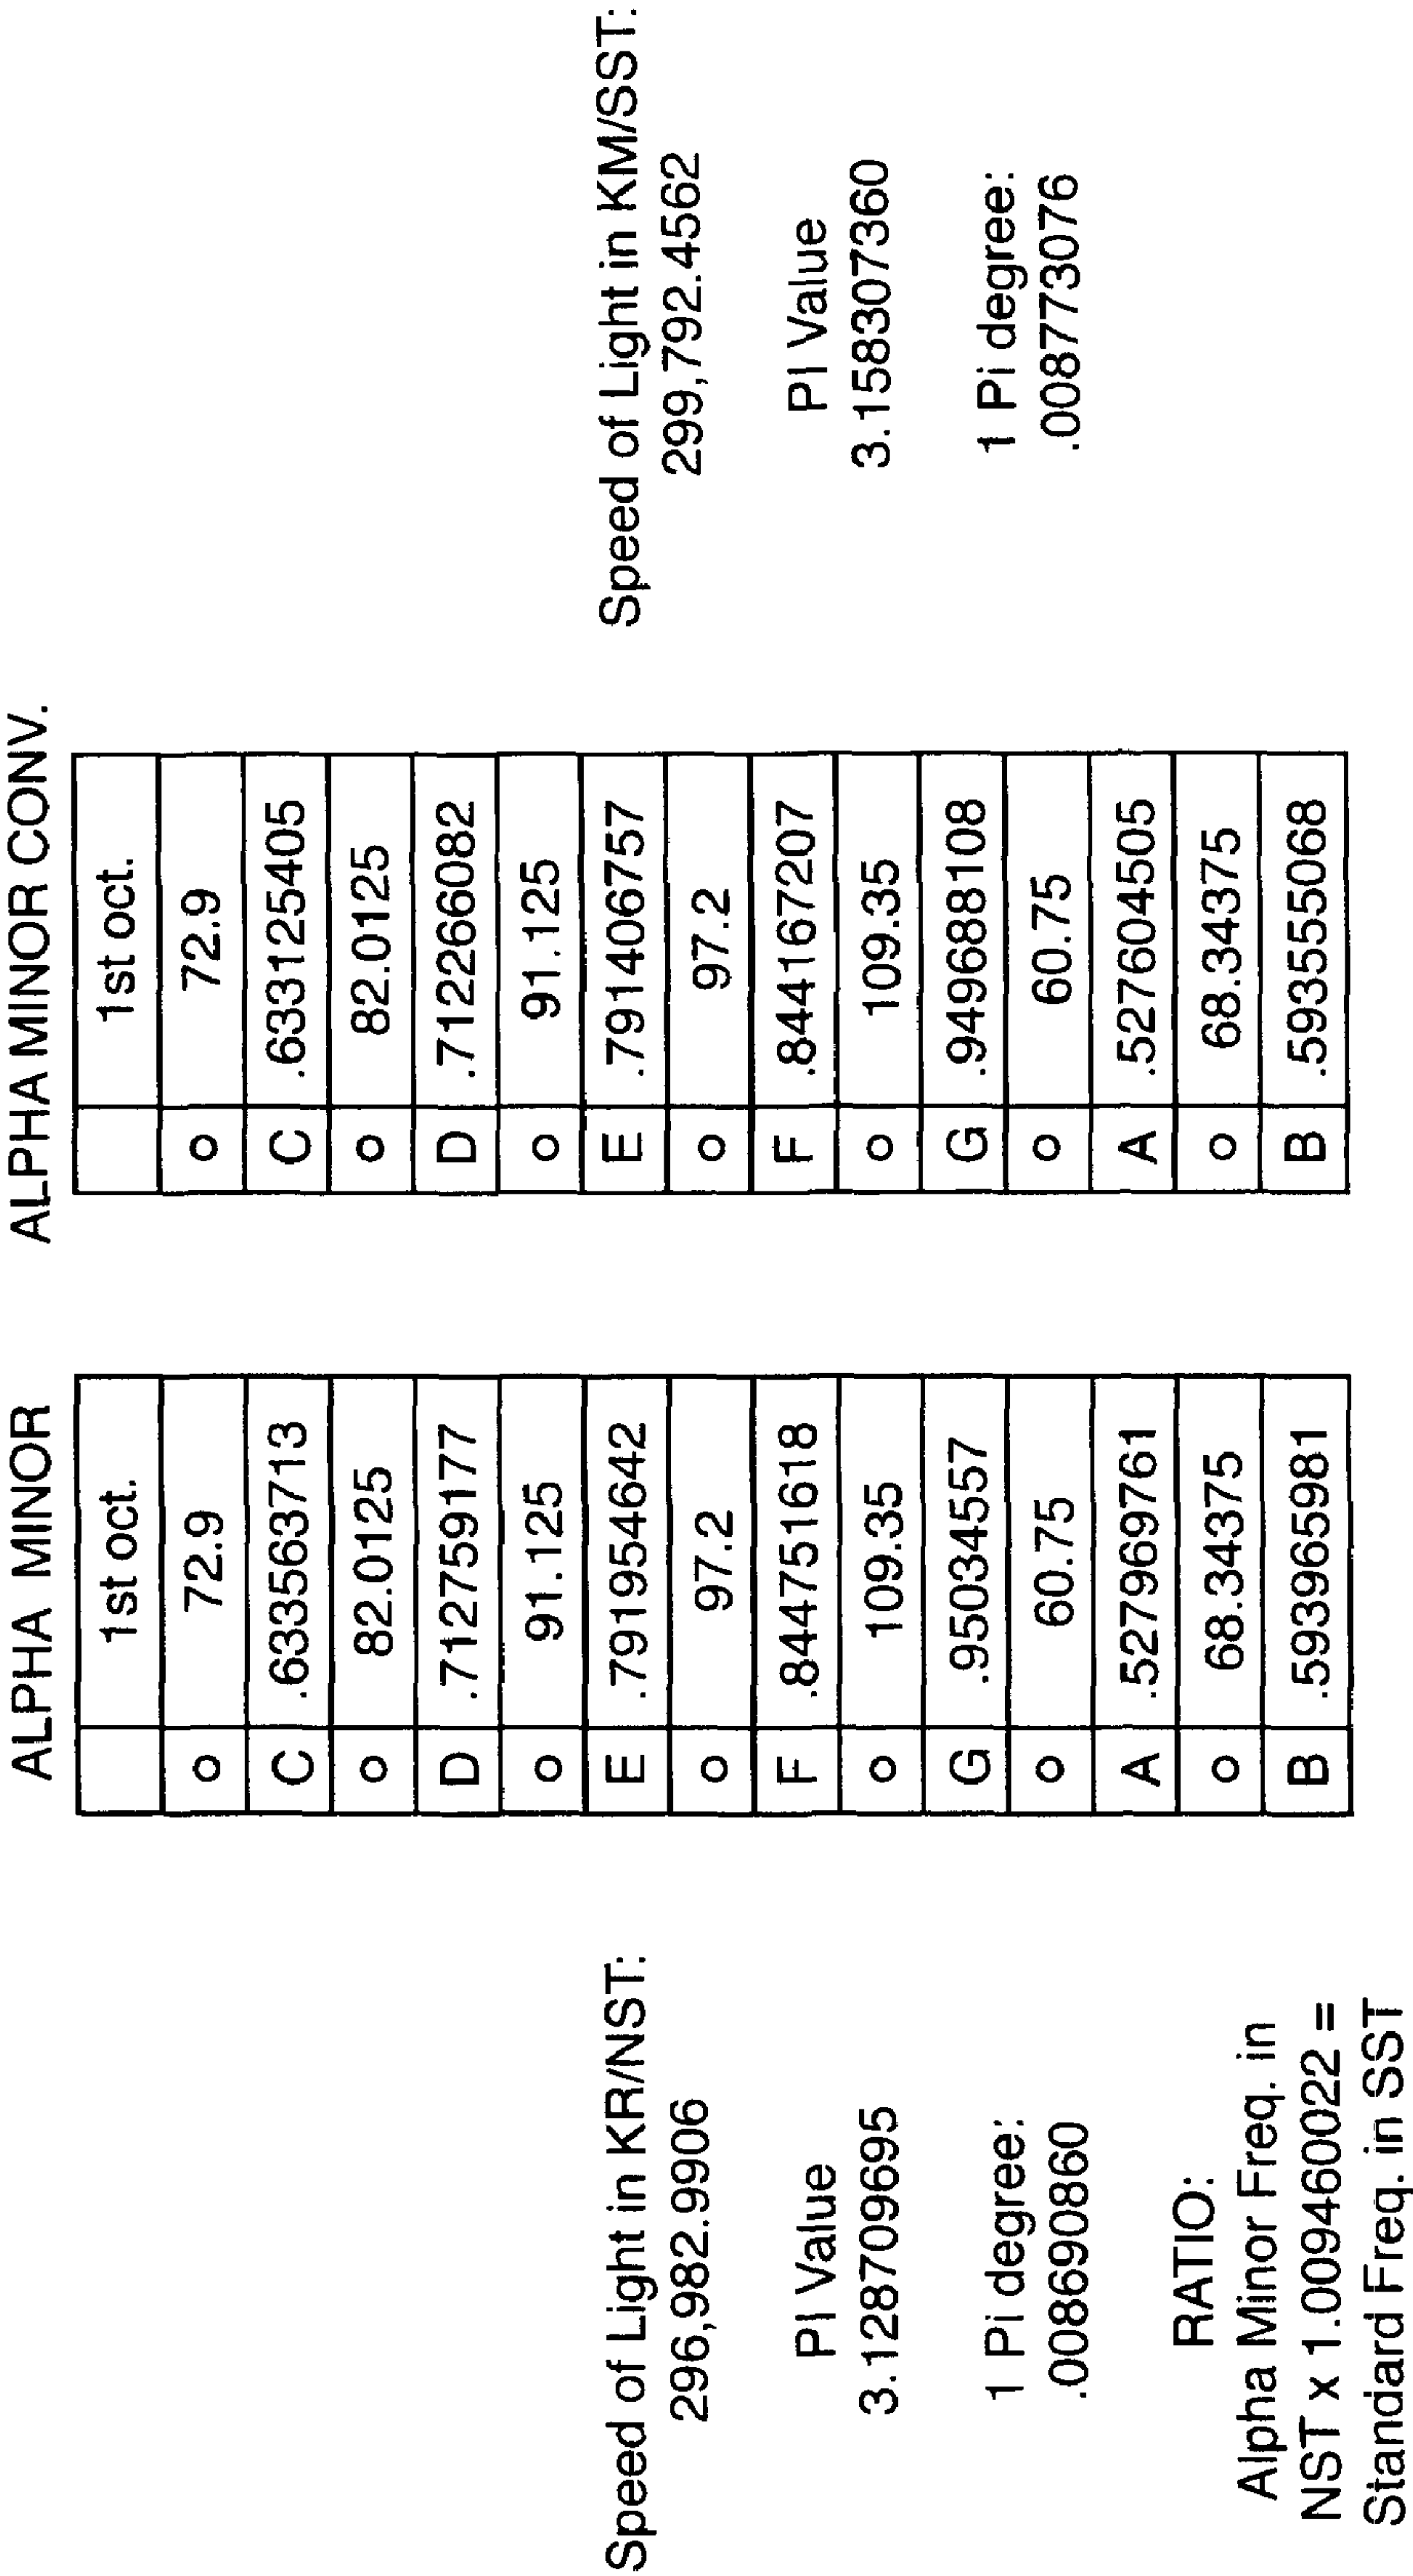 ALPHA MINOR
1st oct.
o 72.9
C .633563713
o 82.0125
D .712759177
o 91.125
E .791954642
o 97.2
F .844751618
o 109.35
G .95034557
o 60.75
A .527969761
o 68.34375
B .593965981
Speed of Light in KR/NST:
296,982.9906
PI Value
3.128709695
1 Pi degree:
.008690860
RATIO:
Alpha Minor Freq. in
NST x 1.009460022 =
Standard Freq. in SST
ALPHA MINOR CONV.
1st oct.
o 72.9
C .633125405
o 82.0125
D .712266082
o 91.125
E .791406757
o 97.2
F .844167207
o 109.35
G .949688108
o 60.75
A .527604505
o 68.34375
B .593555068
Speed of Light in KM/SST:
299,792.4562
PI Value
3.158307360
1 Pi degree:
.008773076